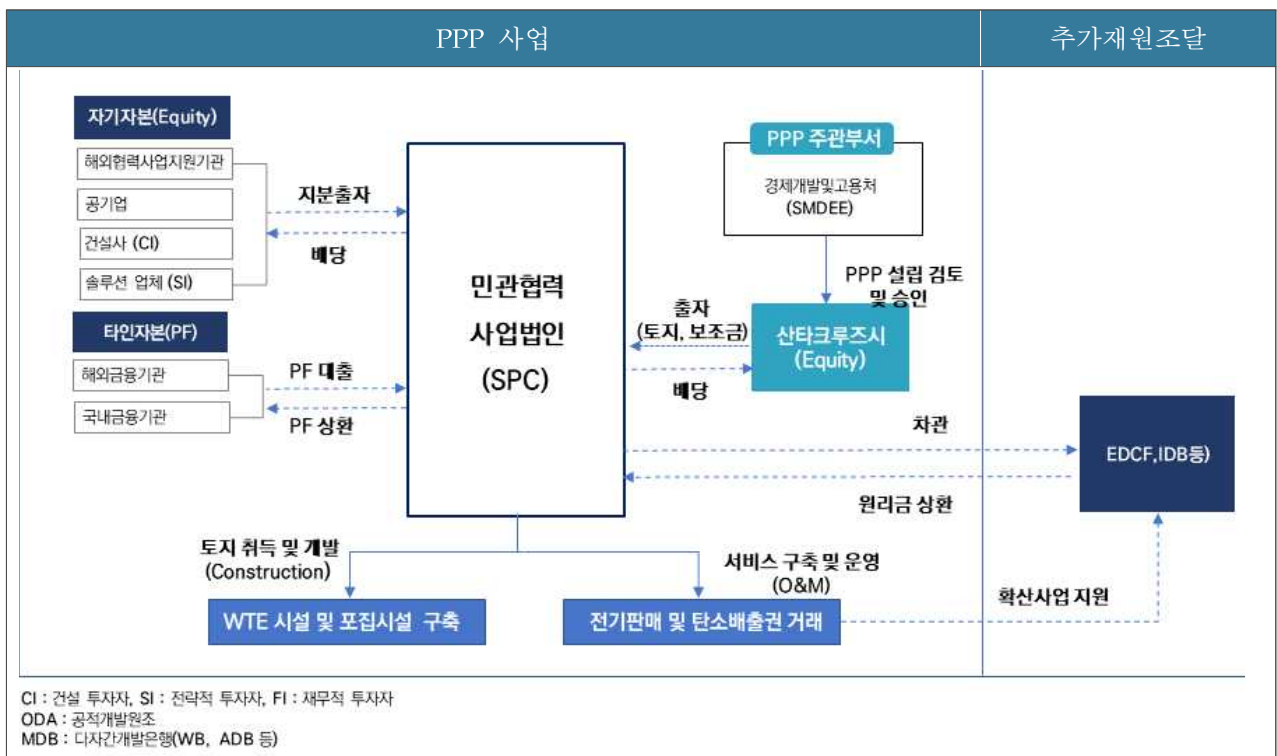 PPP 사업
추가재원조달
자기자본(Equity)
해외협력사업지원기관
공기업
건설사 (CI)
솔루션 업체 (SI)
지분출자
배당
타인자본(PF)
해외금융기관
국내금융기관
PF 대출
PF 상환
민관협력
사업법인
(SPC)
PPP 주관부서
경제개발및고용처
(SMDEE)
PPP 설립 검토
및 승인
출자
(토지, 보조금)
배당
산타크루즈시
(Equity)
차관
원리금 상환
EDCF,IDB등)
토지 취득 및 개발
(Construction)
서비스 구축 및 운영
(O&M)
WTE 시설 및 포집시설 구축
전기판매 및 탄소배출권 거래
확산사업 지원
CI : 건설 투자자, SI : 전략적 투자자, FI : 재무적 투자자
ODA : 공적개발원조
MDB : 다자간개발은행(WB, ADB 등)